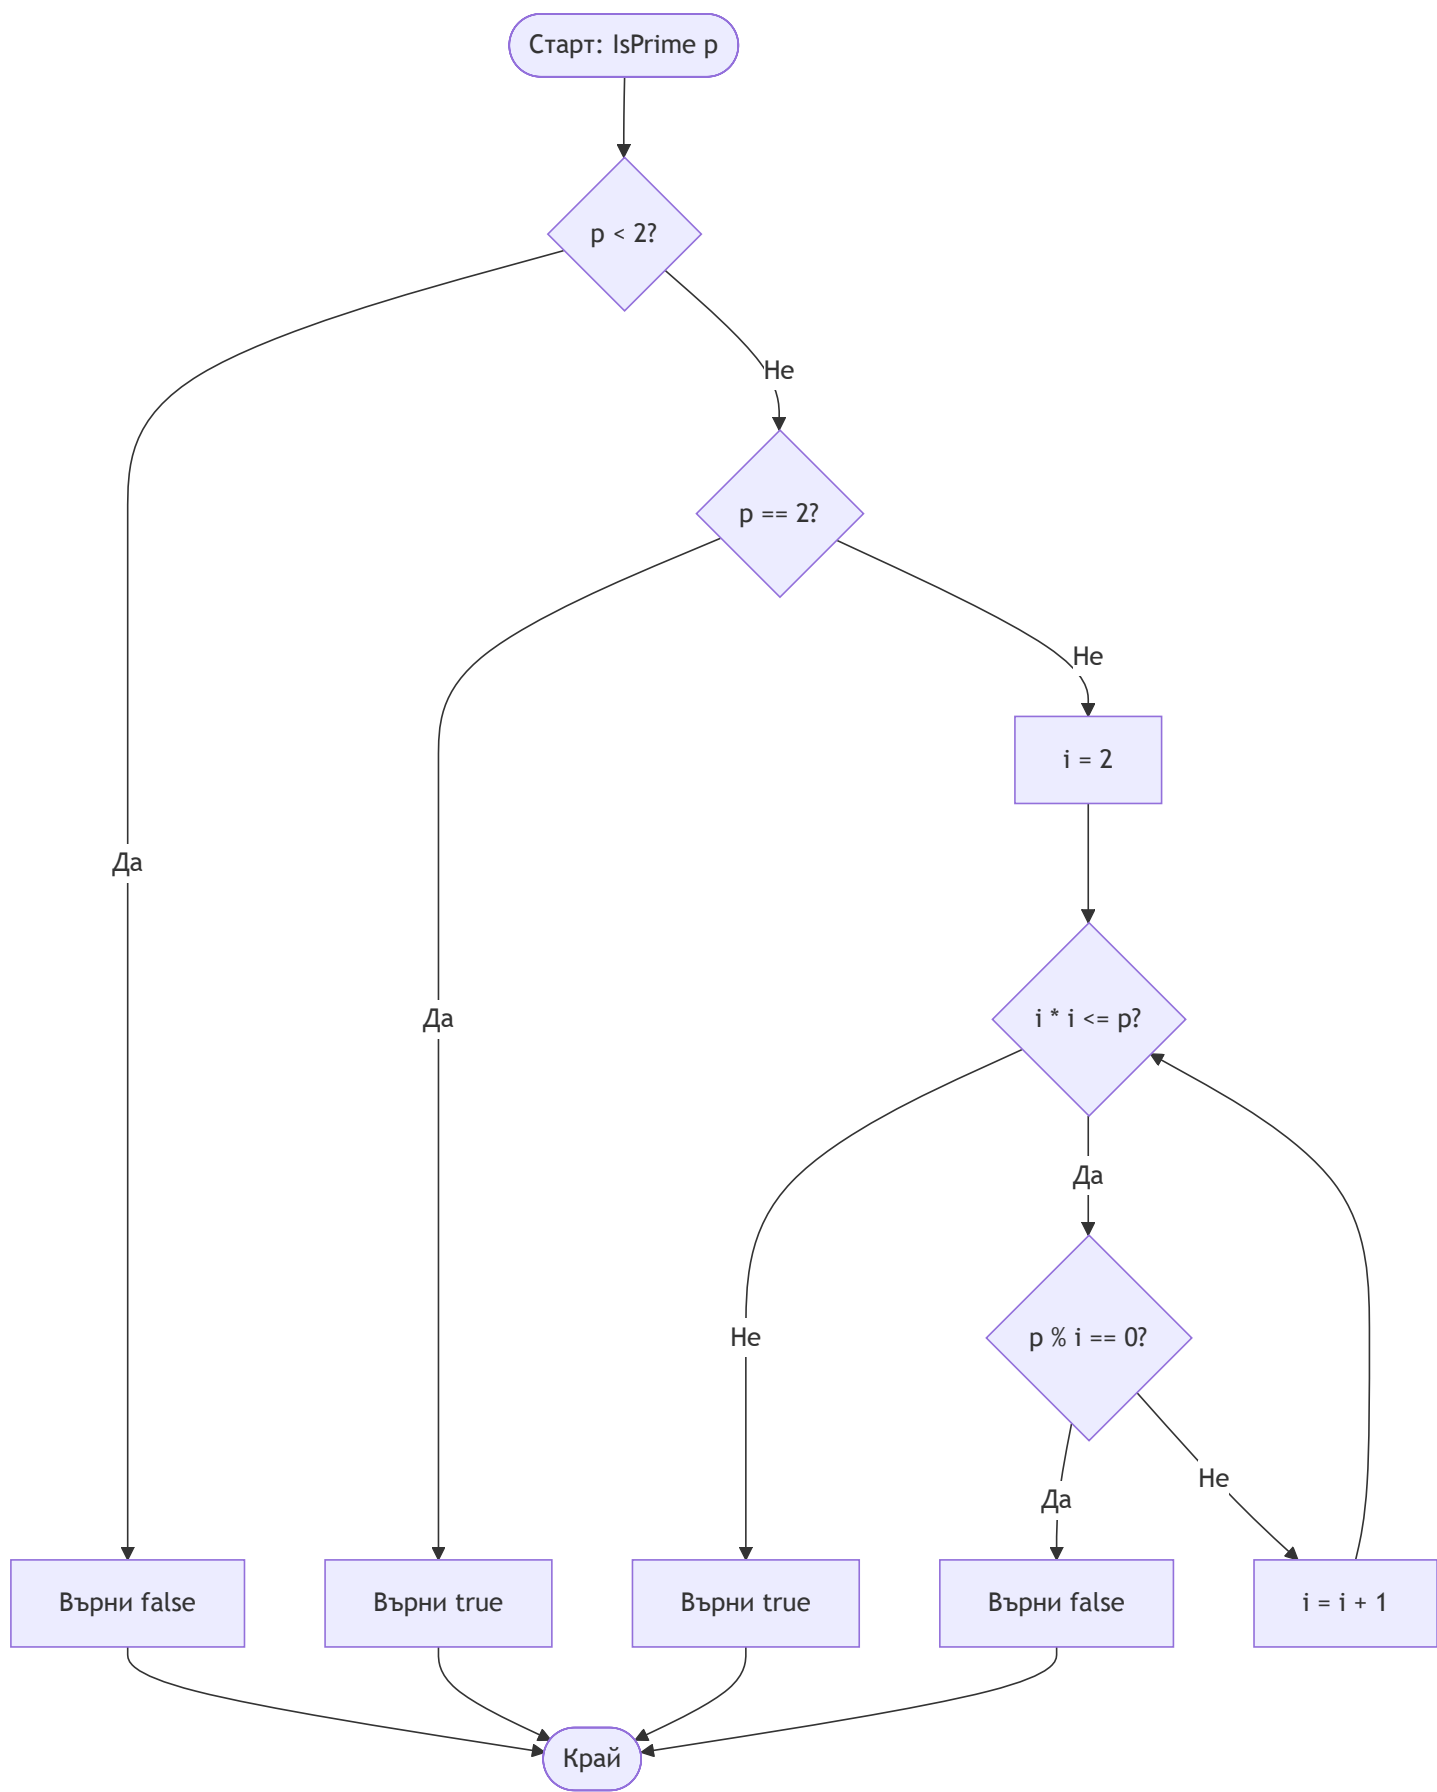 Старт: IsPrime p
p < 2?
Не
p == 2?
Не
i = 2
Да
Да
i * i <= p?
Да
Не
p % i == 0?
Не
Да
Върни false
Върни true
Върни true
Върни false
i = i + 1
Край